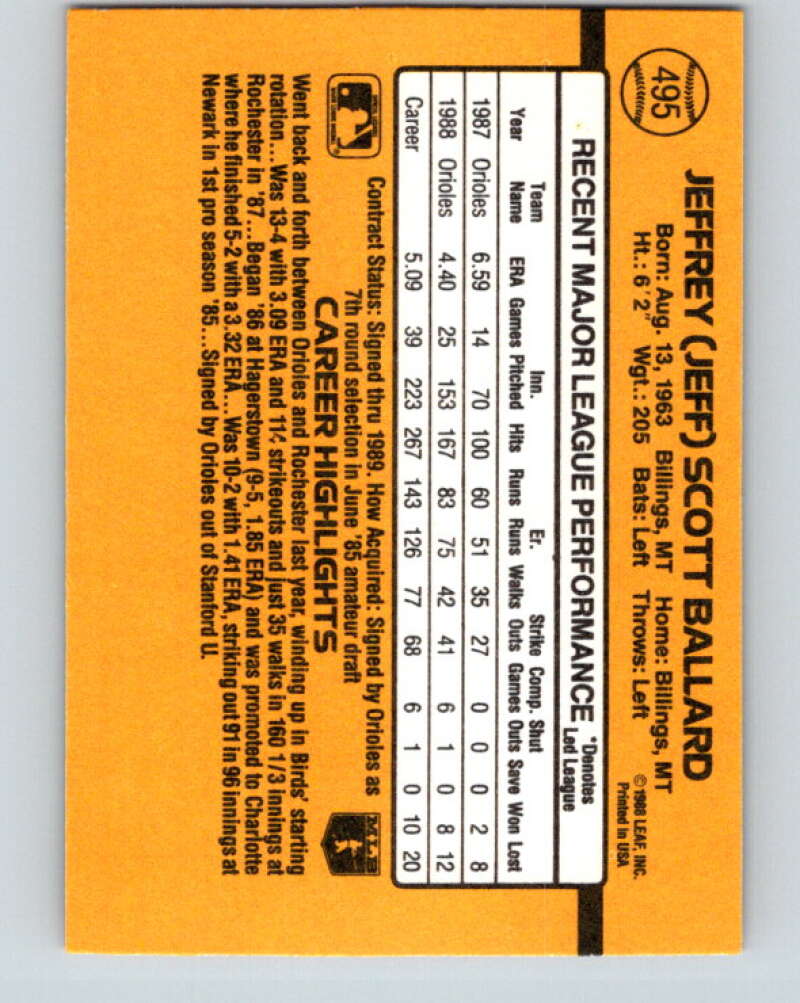 495
JEFFREY (JEFF) SCOTT BALLARD
Born: Aug. 13, 1963 Billings, MT Home: Billings, MT
Ht.: 6' 2" Wgt.: 205 Bats: Left Throws: Left
© 1988 LEAF, INC.
Printed in USA
RECENT MAJOR LEAGUE PERFORMANCE *Denotes Led League
Team Inn. Er. Strike Comp. Shut
Year Name ERA Games Pitched Hits Runs Runs Walks Outs Games Outs Save Won Lost
1987 Orioles 6.59 14 70 100 60 51 35 27 0 0 0 2 8
1988 Orioles 4.40 25 153 167 83 75 42 41 6 1 0 8 12
Career 5.09 39 223 267 143 126 77 68 6 1 0 10 20
Contract Status: Signed thru 1989. How Acquired: Signed by Orioles as
7th round selection in June '85 amateur draft
MLB
CAREER HIGHLIGHTS
Went back and forth between Orioles and Rochester last year, winding up in Birds' starting
rotation... Was 13-4 with 3.09 ERA and 114 strikeouts and just 35 walks in 160 1/3 innings at
Rochester in '87... Began '86 at Hagerstown (9-5, 1.85 ERA) and was promoted to Charlotte
where he finished 5-2 with a 3.32 ERA... Was 10-2 with 1.41 ERA, striking out 91 in 96 innings at
Newark in 1st pro season '85... Signed by Orioles out of Stanford U.